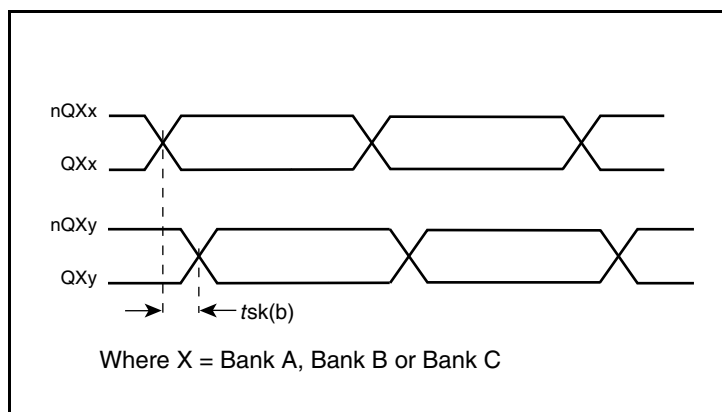 nQXx
QXx
nQXy
QXy
tsk(b)
Where X = Bank A, Bank B or Bank C